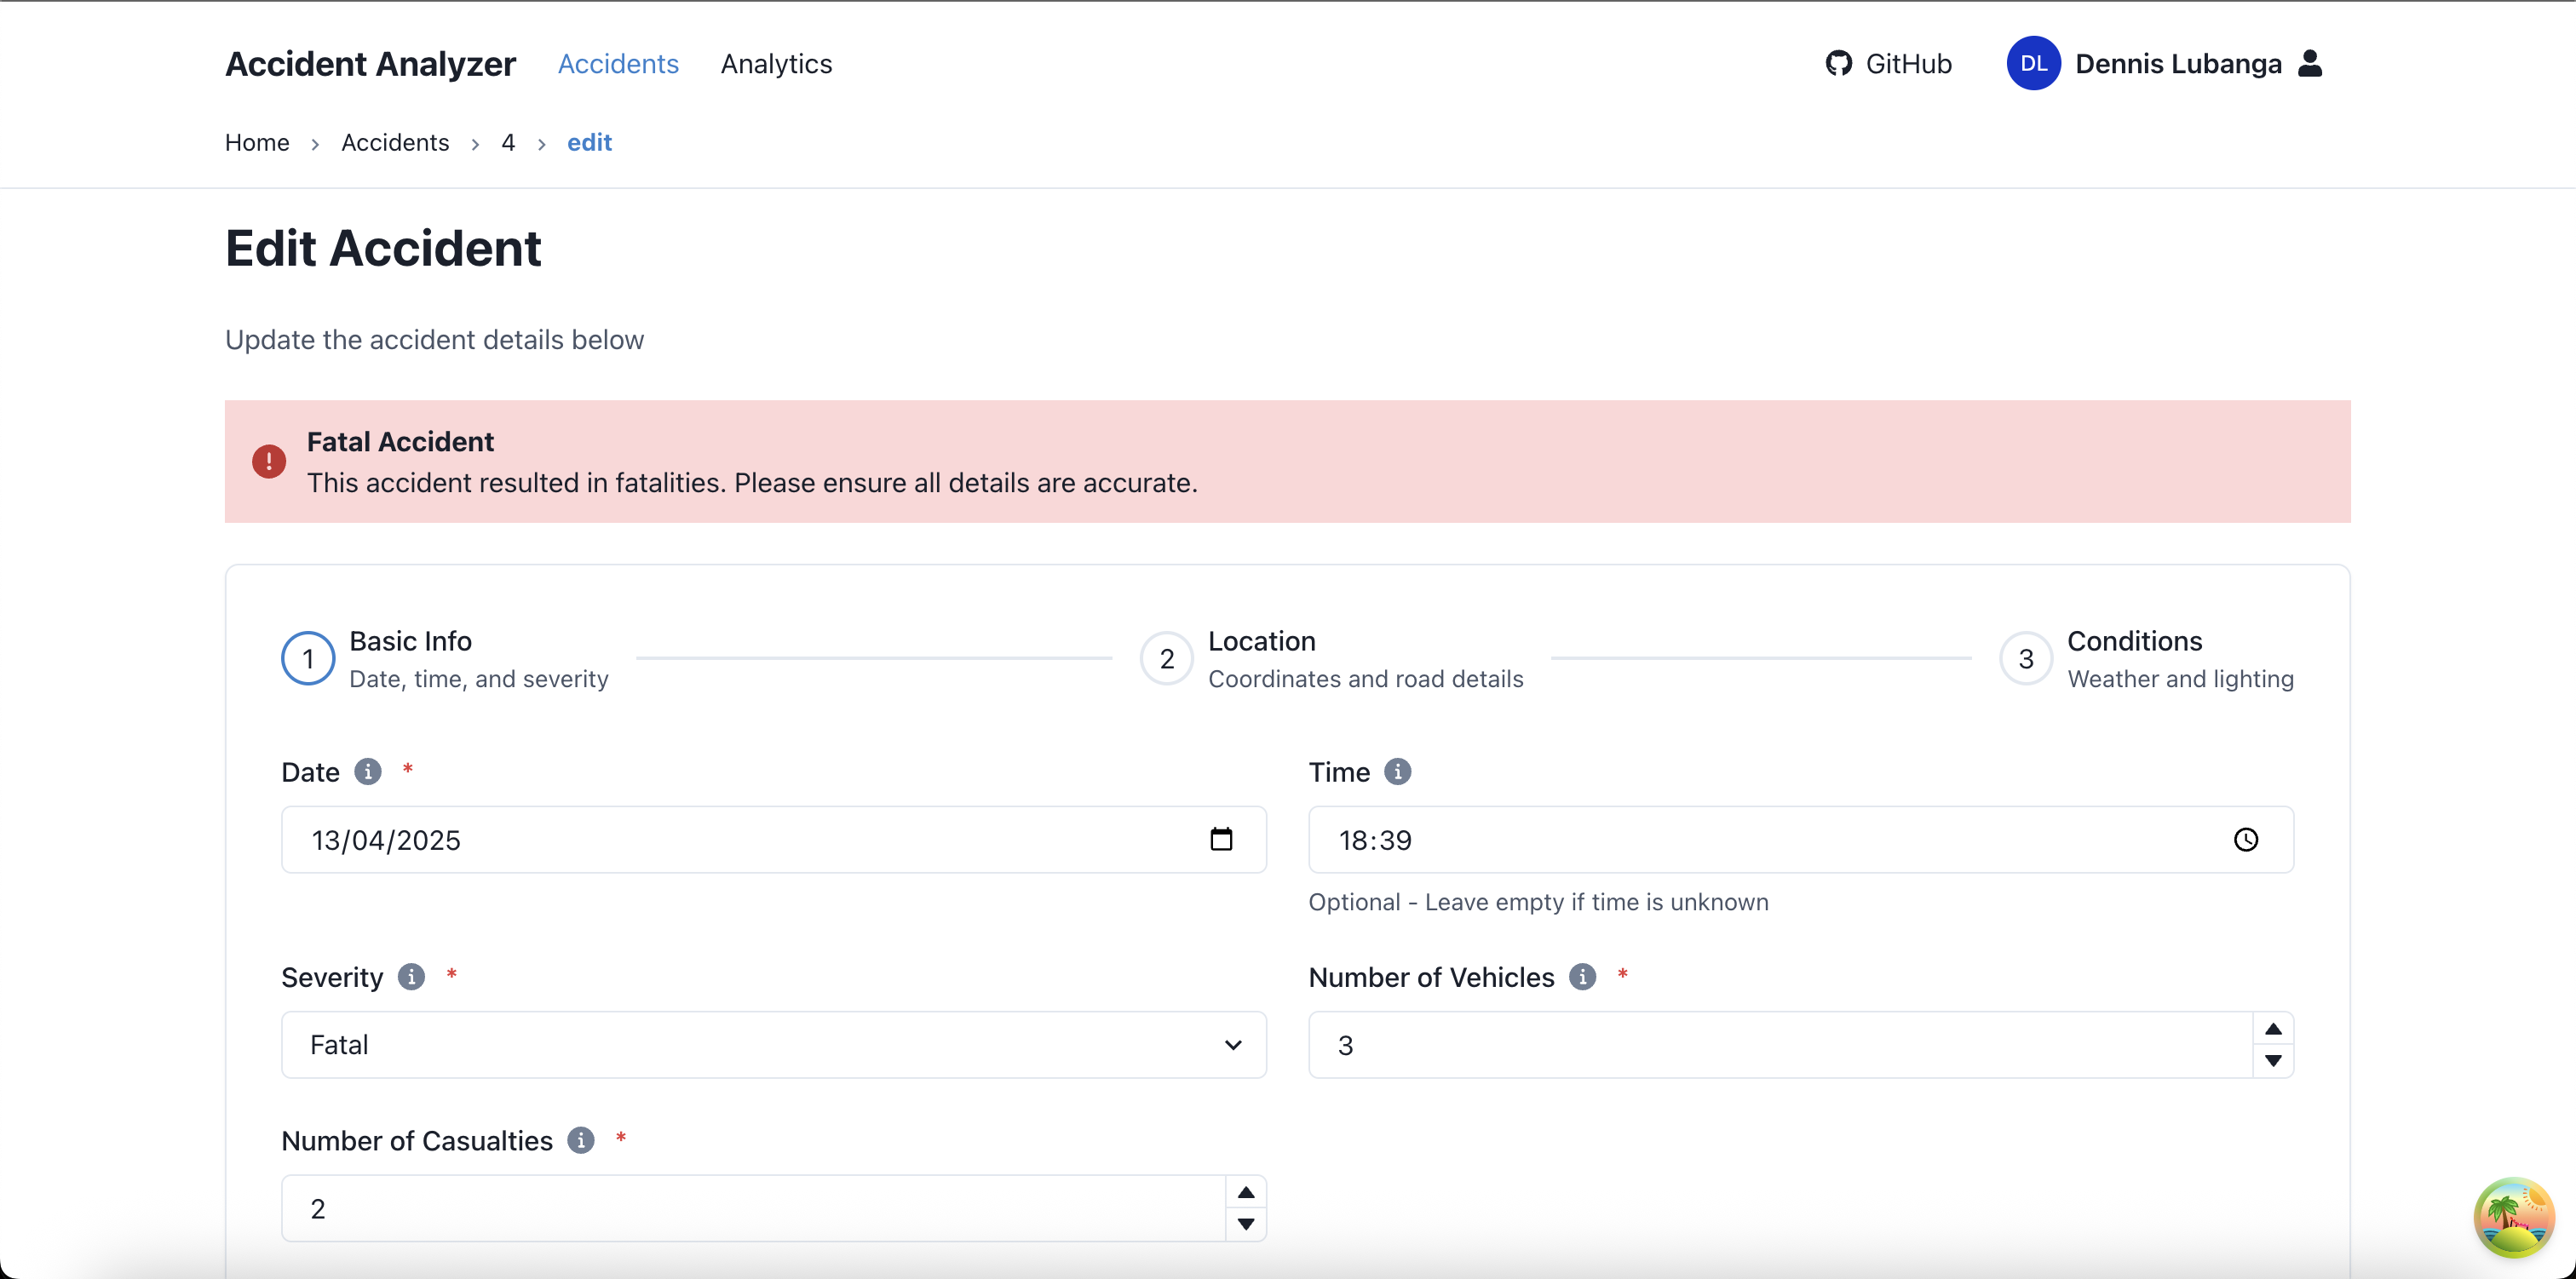 Accident Analyzer Accidents Analytics GitHub DL Dennis Lubanga
Home › Accidents › 4 › edit
Edit Accident
Update the accident details below
Fatal Accident
This accident resulted in fatalities. Please ensure all details are accurate.
1 Basic Info
Date, time, and severity
2 Location
Coordinates and road details
3 Conditions
Weather and lighting
Date *
13/04/2025
Time
18:39
Optional - Leave empty if time is unknown
Severity *
Fatal
Number of Vehicles *
3
Number of Casualties *
2